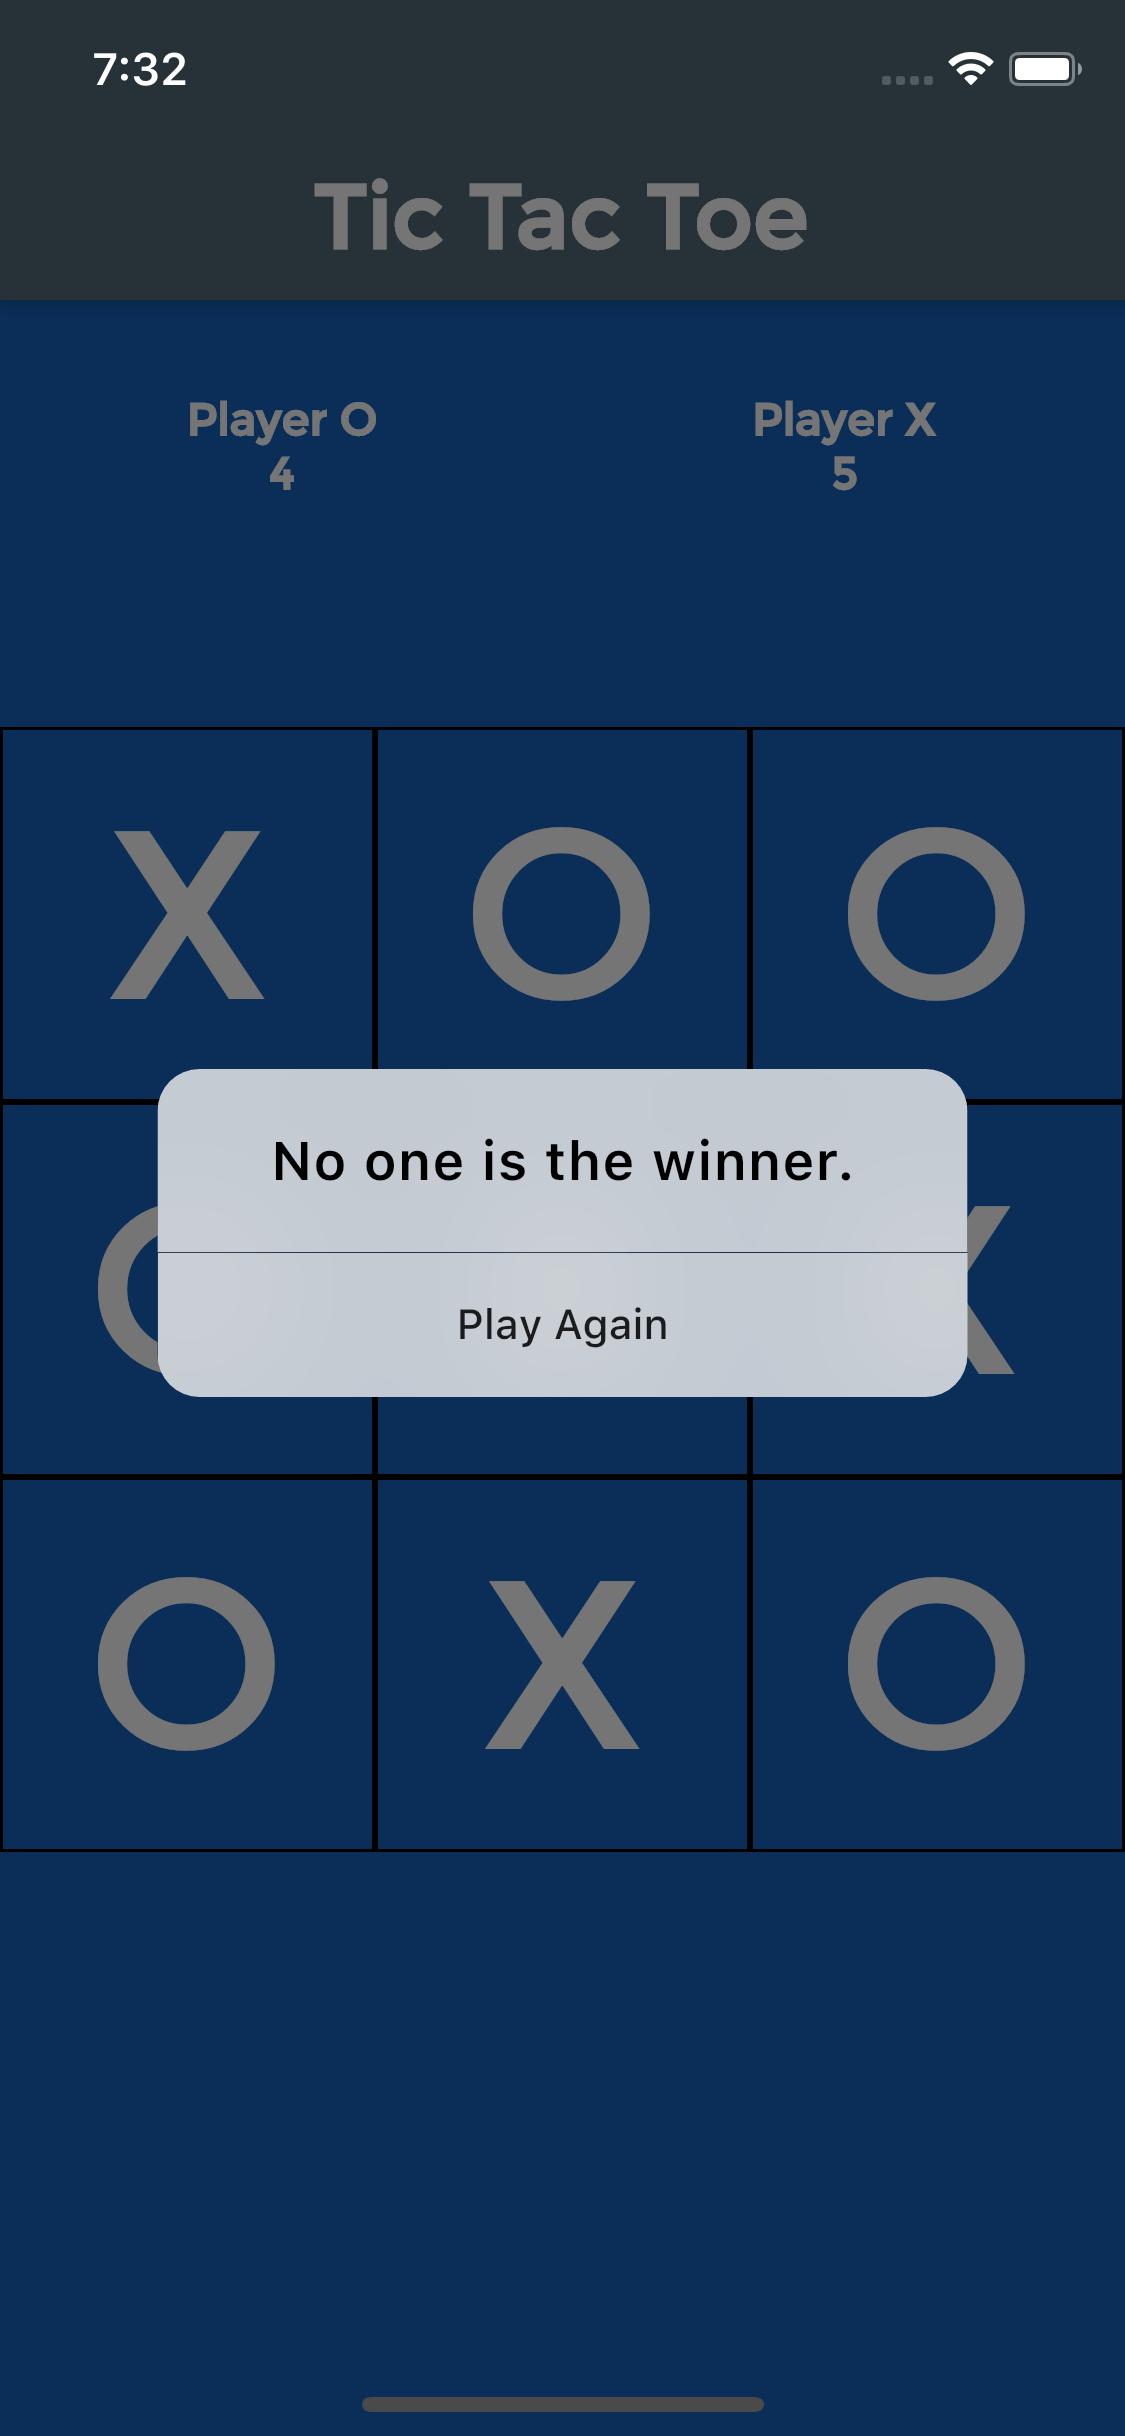 7:32
Tic Tac Toe
Player O Player X
4 5
X O O
No one is the winner.
O X
Play Again
O X O